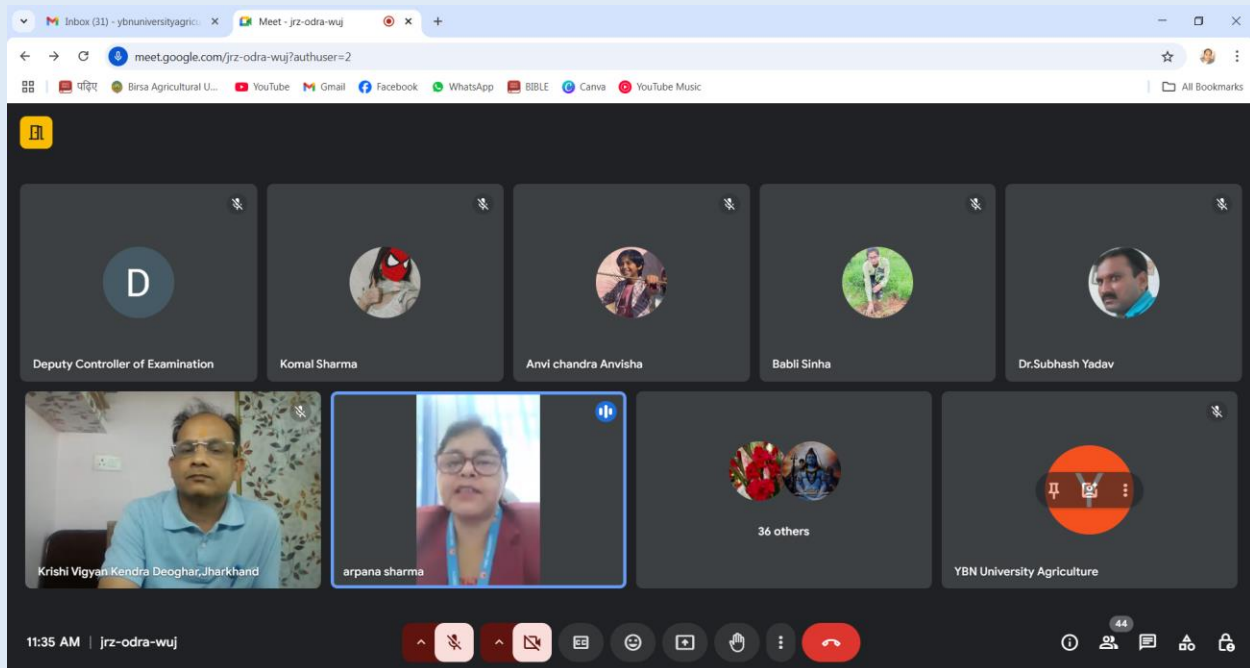 Inbox (31) - ybnuniversityagricu
Meet - jrz-odra-wuj
meet.google.com/jrz-odra-wuj?authuser=2
पढ़िए Birsa Agricultural U... YouTube Gmail Facebook WhatsApp BIBLE Canva YouTube Music All Bookmarks
D
Deputy Controller of Examination
Komal Sharma
Anvi chandra Anvisha
Babli Sinha
Dr.Subhash Yadav
Krishi Vigyan Kendra Deoghar,Jharkhand
arpana sharma
36 others
Y
YBN University Agriculture
11:35 AM | jrz-odra-wuj
CC
44